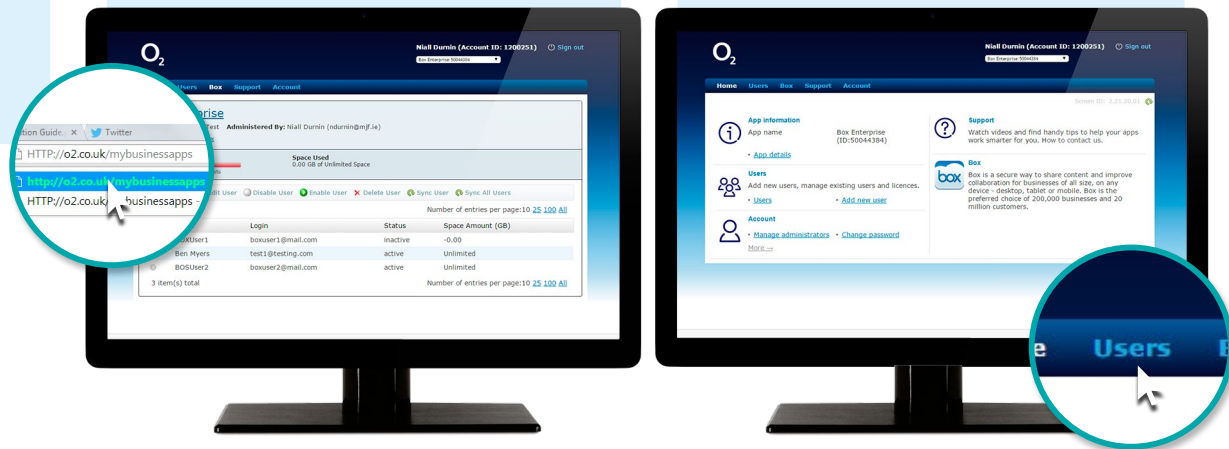 O2
Niall Durnin (Account ID: 1200251) Sign out
Box Enterprise:50044384
Users Box Support Account
Administered By: Niall Durnin (ndurnin@mjf.ie)
Space Used
0.00 GB of Unlimited Space
Disable User Enable User Delete User Sync User Sync All Users
Number of entries per page:10 25 100 All
Login Status Space Amount (GB)
boxuser1@mail.com inactive -0.00
Ben Myers test1@testing.com active Unlimited
BOSUser2 boxuser2@mail.com active Unlimited
3 item(s) total Number of entries per page:10 25 100 All
Twitter
HTTP://o2.co.uk/mybusinessapps
http://o2.co.uk/mybusinessapps
O2
Niall Durnin (Account ID: 1200251) Sign out
Box Enterprise:50044384
Home Users Box Support Account
App information
App name Box Enterprise
(ID:50044384)
App details
Users
Add new users, manage existing users and licences.
Users Add new user
Account
Manage administrators Change password
More
Support
Watch videos and find handy tips to help your apps
work smarter for you. How to contact us.
box
Box
Box is a secure way to share content and improve
collaboration for businesses of all size, on any
device - desktop, tablet or mobile. Box is the
preferred choice of 200,000 businesses and 20
million customers.
Users